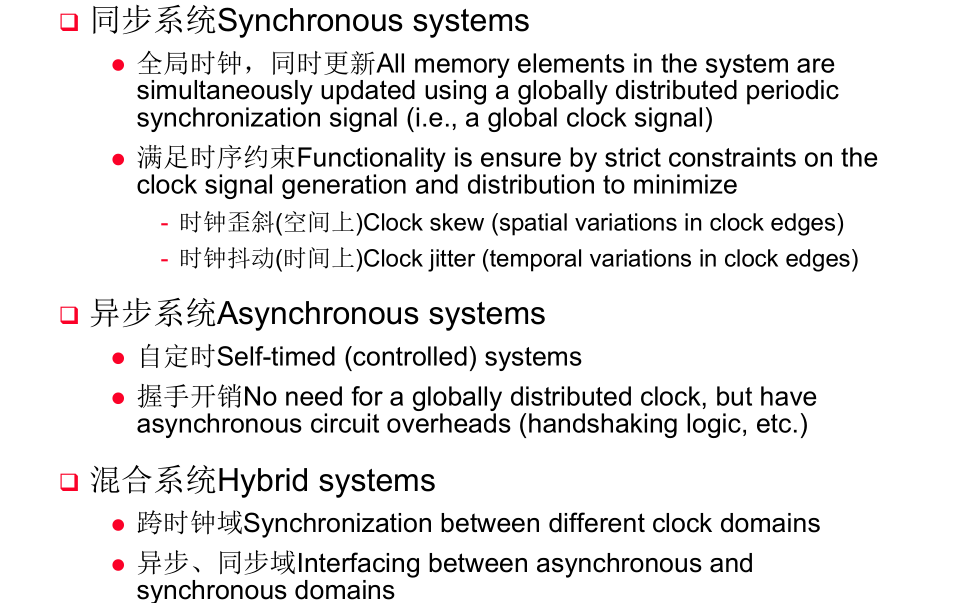 同步系统Synchronous systems
全局时钟，同时更新All memory elements in the system are
simultaneously updated using a globally distributed periodic
synchronization signal (i.e., a global clock signal)
满足时序约束Functionality is ensure by strict constraints on the
clock signal generation and distribution to minimize
- 时钟歪斜(空间上)Clock skew (spatial variations in clock edges)
- 时钟抖动(时间上)Clock jitter (temporal variations in clock edges)
异步系统Asynchronous systems
自定时Self-timed (controlled) systems
握手开销No need for a globally distributed clock, but have
asynchronous circuit overheads (handshaking logic, etc.)
混合系统Hybrid systems
跨时钟域Synchronization between different clock domains
异步、同步域Interfacing between asynchronous and
synchronous domains